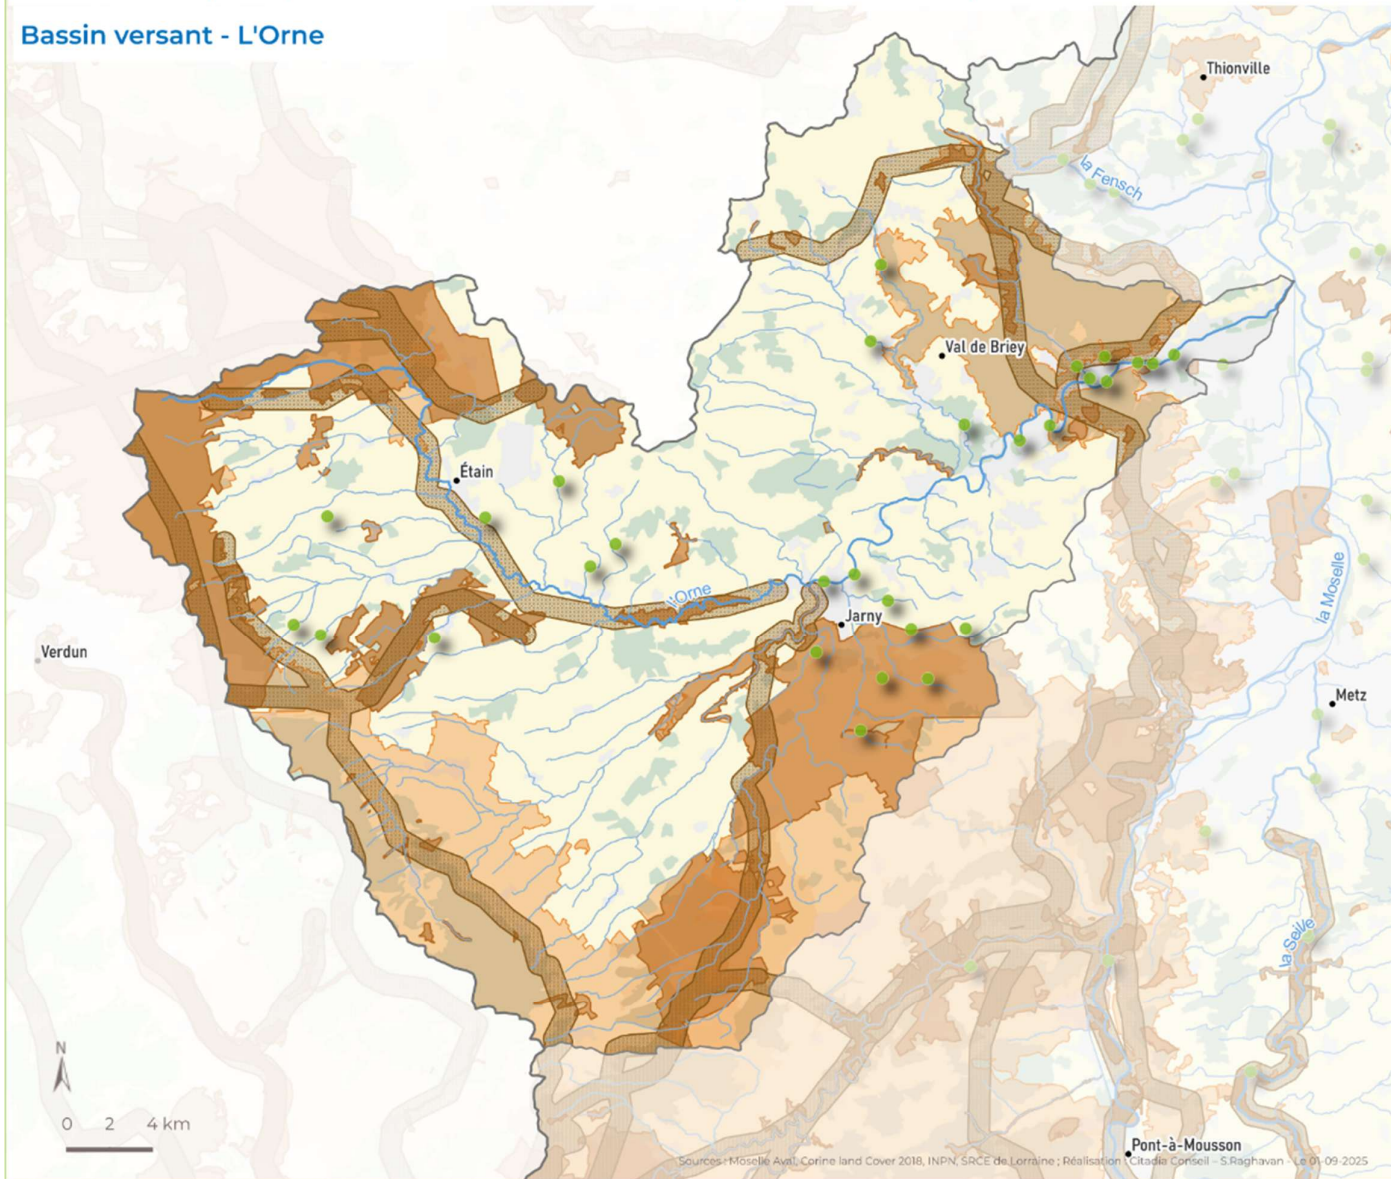 Bassin versant - L'Orne
Thionville
la Fensch
Val de Briey
Étain
l'Orne
Jarny
la Moselle
Verdun
Metz
la Seille
N
0 2 4 km
Pont-à-Mousson
Sources : Moselle Aval, Corine land Cover 2018, INPN, SRCE de Lorraine ; Réalisation : Citadia Conseil - S.Raghavan - Le 01-09-2025